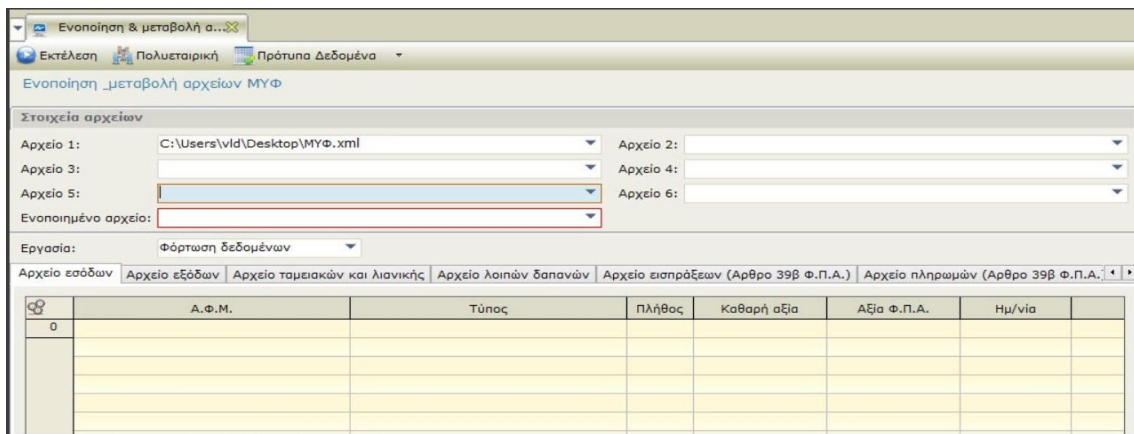 Ενοποίηση & μεταβολή α...
Εκτέλεση Πολυεταιρική Πρότυπα Δεδομένα
Ενοποίηση _μεταβολή αρχείων ΜΥΦ
Στοιχεία αρχείων
Αρχείο 1: C:\Users\vld\Desktop\ΜΥΦ.xml Αρχείο 2:
Αρχείο 3: Αρχείο 4:
Αρχείο 5: Αρχείο 6:
Ενοποιημένο αρχείο:
Εργασία: Φόρτωση δεδομένων
Αρχείο εσόδων Αρχείο εξόδων Αρχείο ταμειακών και λιανικής Αρχείο λοιπών δαπανών Αρχείο εισπράξεων (Αρθρο 39β Φ.Π.Α.) Αρχείο πληρωμών (Αρθρο 39β Φ.Π.Α.)
Α.Φ.Μ. Τύπος Πλήθος Καθαρή αξία Αξία Φ.Π.Α. Ημ/νία
0